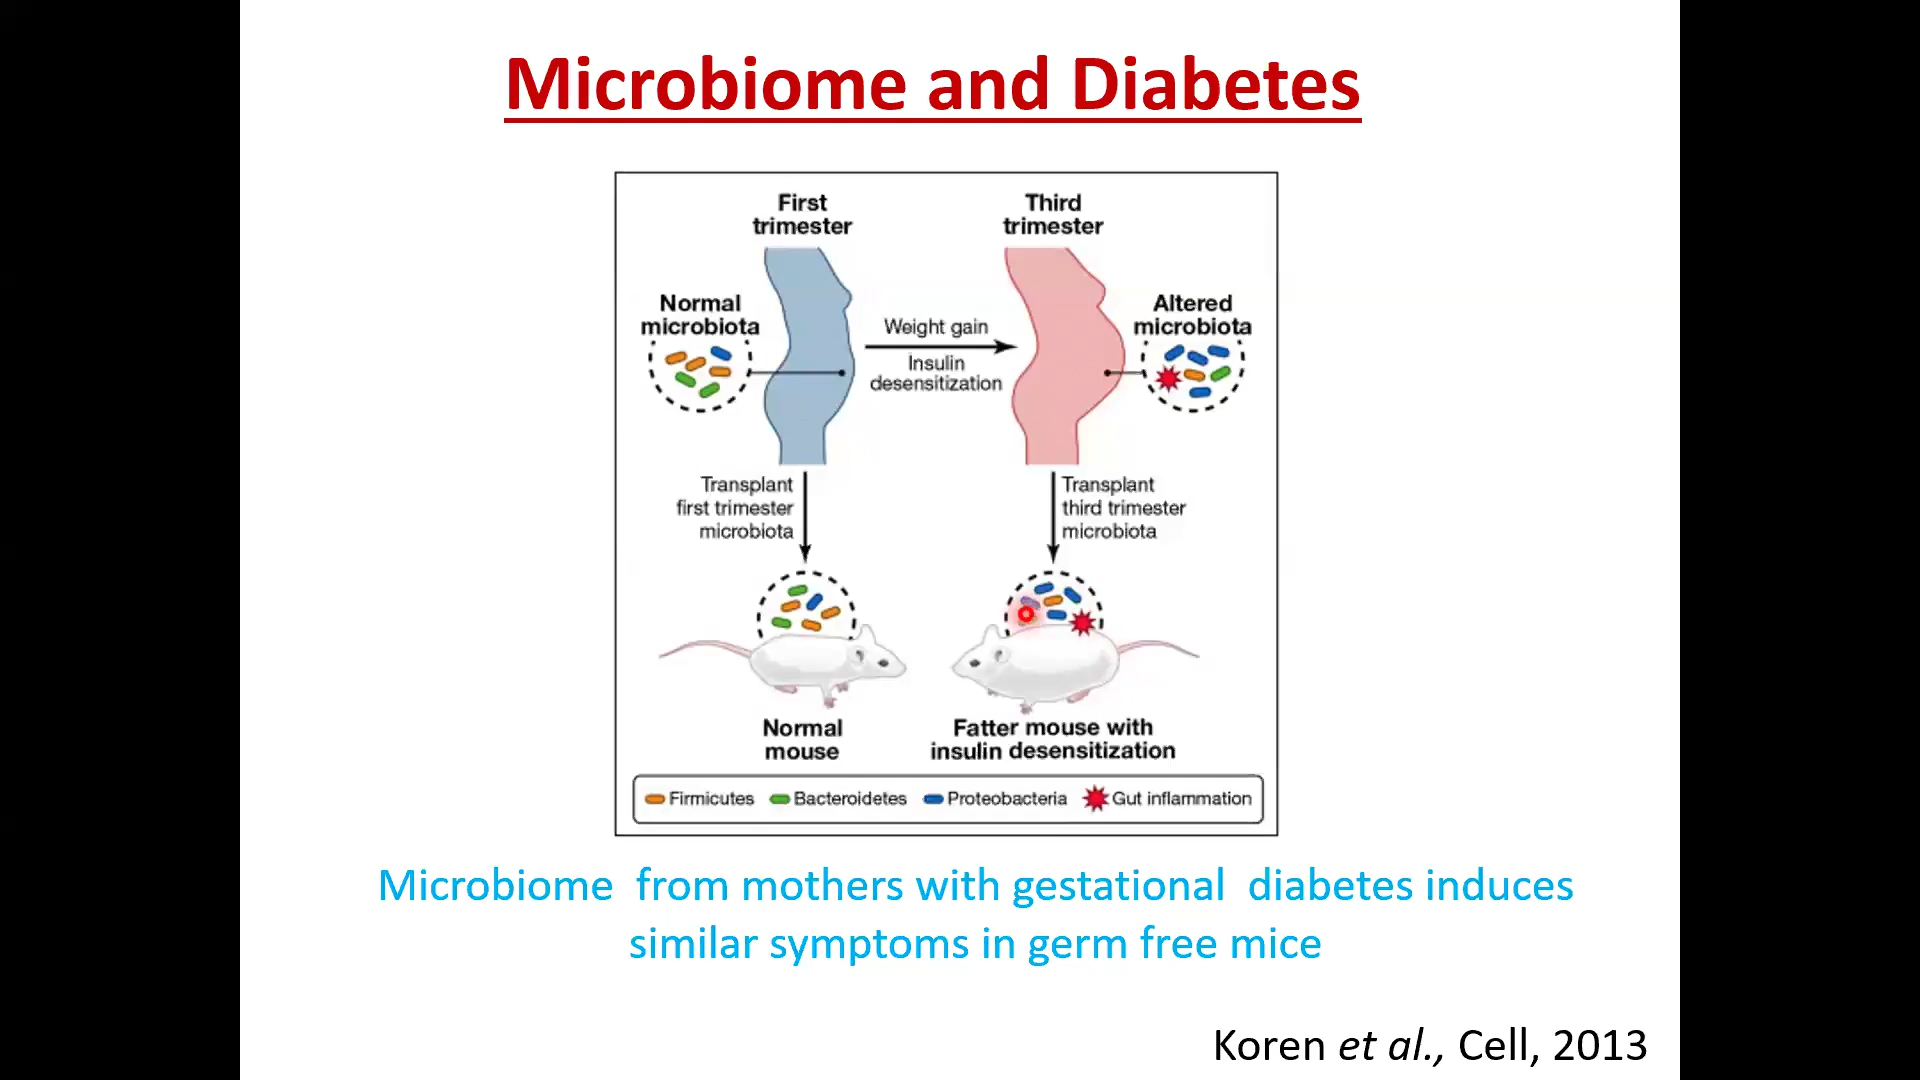 Microbiome and Diabetes
First
trimester
Third
trimester
Normal
microbiota
Weight gain
Insulin
desensitization
Altered
microbiota
Transplant
first trimester
microbiota
Transplant
third trimester
microbiota
Normal
mouse
Fatter mouse with
insulin desensitization
Firmicutes Bacteroidetes Proteobacteria Gut inflammation
Microbiome from mothers with gestational diabetes induces
similar symptoms in germ free mice
Koren et al., Cell, 2013